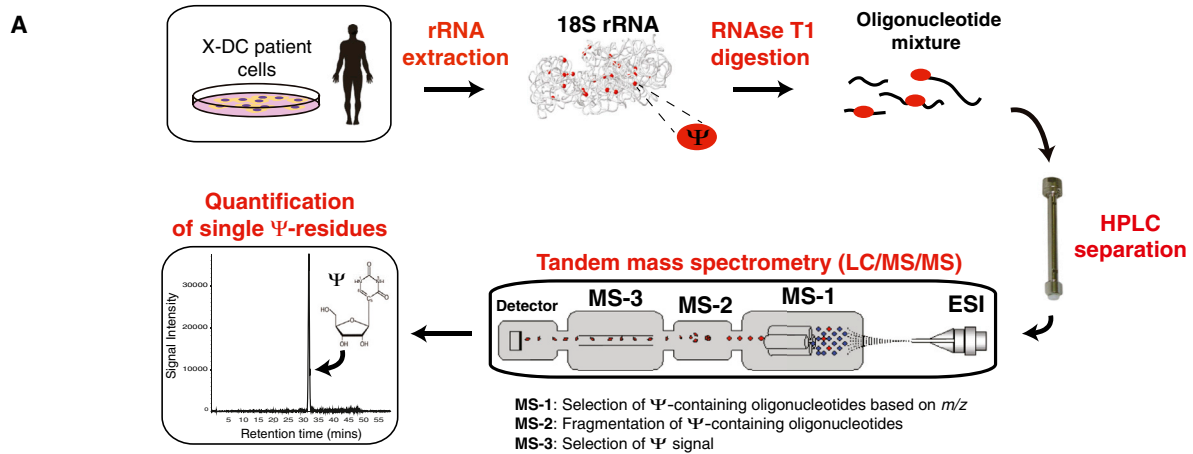 A
X-DC patient
cells
rRNA
extraction
18S rRNA
Ψ
RNAse T1
digestion
Oligonucleotide
mixture
HPLC
separation
Tandem mass spectrometry (LC/MS/MS)
Detector
MS-3
MS-2
MS-1
ESI
MS-1: Selection of Ψ-containing oligonucleotides based on m/z
MS-2: Fragmentation of Ψ-containing oligonucleotides
MS-3: Selection of Ψ signal
Quantification
of single Ψ-residues
Signal Intensity
30000
20000
10000
0
5 10 15 20 25 30 35 40 45 50 55
Retention time (mins)
Ψ
O
HO
O
O
OH OH